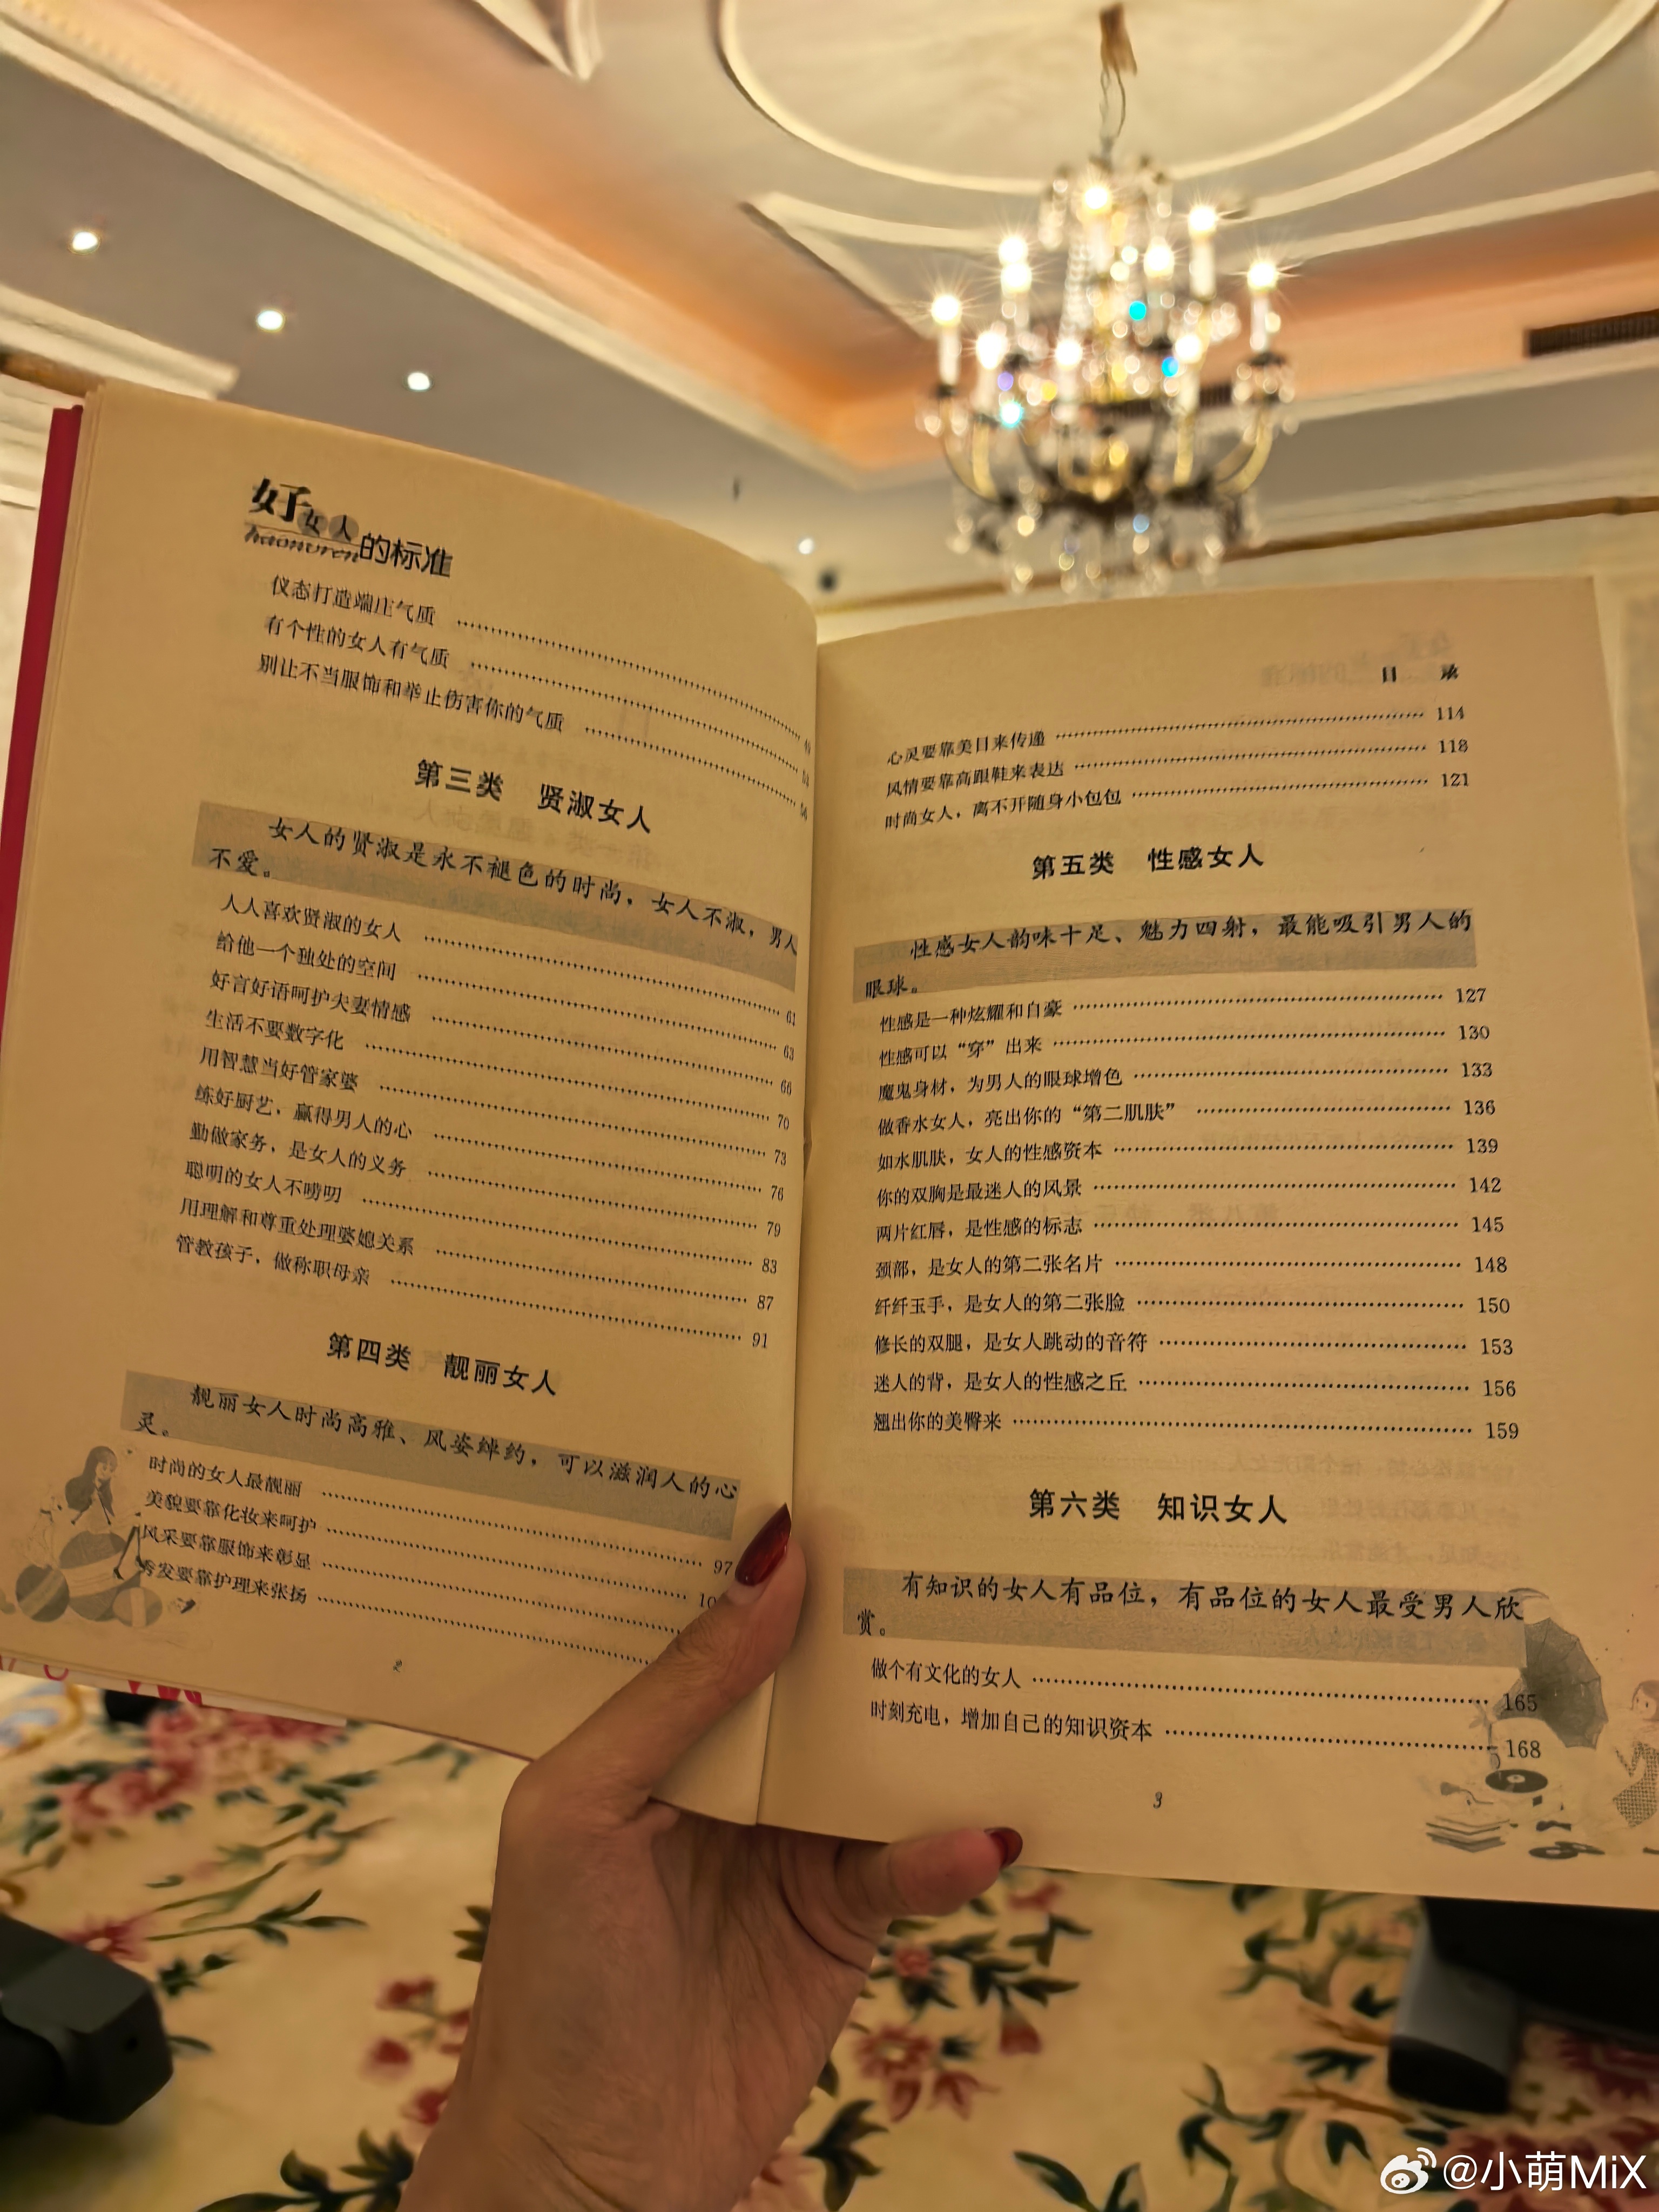 好女人的标准
haonvren
仪态打造端庄气质
有个性的女人有气质
别让不当服饰和举止伤害你的气质 56
第三类 贤淑女人
女人的贤淑是永不褪色的时尚，女人不淑，男人
不爱。
人人喜欢贤淑的女人 61
给他一个独处的空间 63
好言好语呵护夫妻情感 66
生活不要数字化 70
用智慧当好管家婆 73
练好厨艺，赢得男人的心 76
勤做家务，是女人的义务 79
聪明的女人不唠叨 83
用理解和尊重处理婆媳关系 87
管教孩子，做称职母亲 91
第四类 靓丽女人
靓丽女人时尚高雅、风姿绰约，可以滋润人的心
灵。
时尚的女人最靓丽 97
美貌要靠化妆来呵护
风采要靠服饰来彰显
秀发要靠护理来张扬
2
目 录
心灵要靠美目来传递 114
风情要靠高跟鞋来表达 118
时尚女人，离不开随身小包包 121
第五类 性感女人
性感女人韵味十足、魅力四射，最能吸引男人的
眼球。
性感是一种炫耀和自豪 127
性感可以“穿”出来 130
魔鬼身材，为男人的眼球增色 133
做香水女人，亮出你的“第二肌肤” 136
如水肌肤，女人的性感资本 139
你的双胸是最迷人的风景 142
两片红唇，是性感的标志 145
颈部，是女人的第二张名片 148
纤纤玉手，是女人的第二张脸 150
修长的双腿，是女人跳动的音符 153
迷人的背，是女人的性感之丘 156
翘出你的美臀来 159
第六类 知识女人
有知识的女人有品位，有品位的女人最受男人欣
赏。
做个有文化的女人 165
时刻充电，增加自己的知识资本 168
3
@小萌MiX